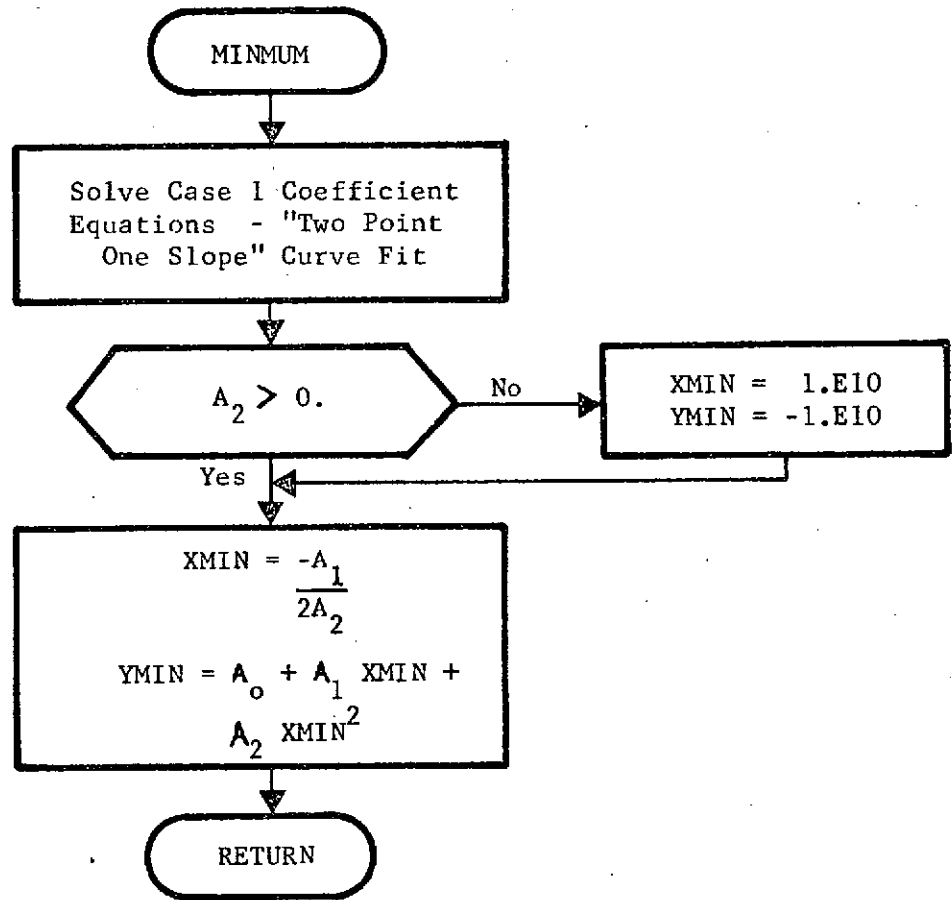 MINMUM
Solve Case 1 Coefficient
Equations - "Two Point
One Slope" Curve Fit
A₂ > 0.
No
XMIN = 1.E10
YMIN = -1.E10
Yes
XMIN = -A₁
2A₂
YMIN = A₀ + A₁ XMIN +
A₂ XMIN²
RETURN